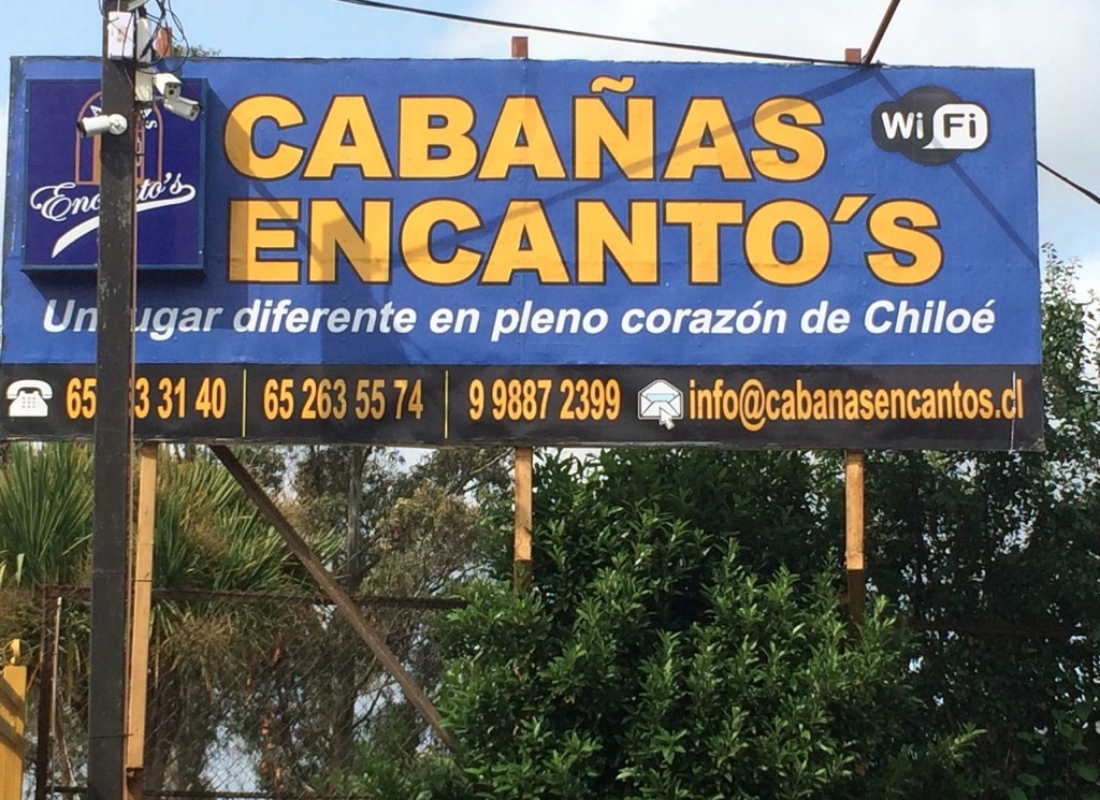 CABAÑAS
WiFi
ENCANTO´S
diferente en pleno corazón de Chiloé
3 31 40 65 263 55 74 9 9887 2399 info@cabanasencantos.cl